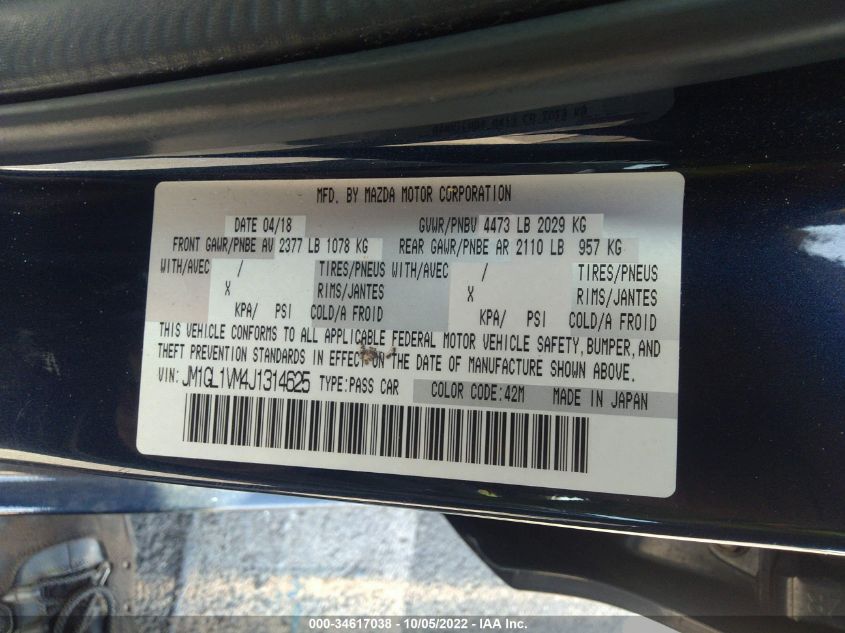 MFD. BY MAZDA MOTOR CORPORATION
DATE 04/18 GVWR/PNBV 4473 LB 2029 KG
FRONT GAWR/PNBE AV 2377 LB 1078 KG REAR GAWR/PNBE AR 2110 LB 957 KG
WITH/AVEC / TIRES/PNEUS WITH/AVEC / TIRES/PNEUS
X RIMS/JANTES X RIMS/JANTES
KPA/ PSI COLD/A FROID KPA/ PSI COLD/A FROID
THIS VEHICLE CONFORMS TO ALL APPLICABLE FEDERAL MOTOR VEHICLE SAFETY, BUMPER, AND
THEFT PREVENTION STANDARDS IN EFFECT ON THE DATE OF MANUFACTURE SHOWN ABOVE.
VIN: JM1GL1VM4J1314625 TYPE:PASS CAR COLOR CODE:42M MADE IN JAPAN
000-34617038 - 10/05/2022 - IAA Inc.